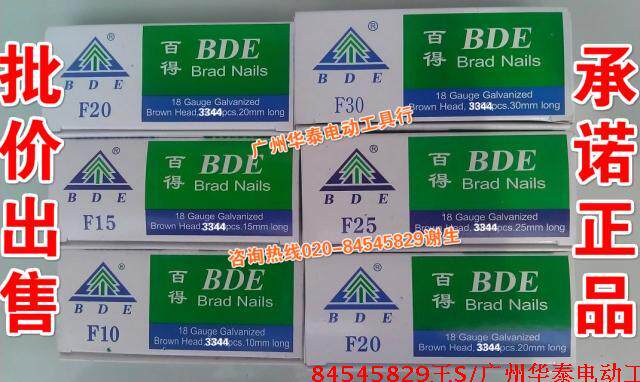 批价出售
承诺正品
®
BDE
F20
百得
BDE
Brad Nails
18 Gauge Galvanized
Brown Head,3344pcs.20mm long
®
BDE
F30
百得
BDE
Brad Nails
18 Gauge Galvanized
Brown Head,3344pcs.30mm long
广州华泰电动工具行
®
BDE
F15
百得
BDE
Brad Nails
18 Gauge Galvanized
Brown Head,3344pcs.15mm long
®
BDE
F25
百得
BDE
Brad Nails
18 Gauge Galvanized
Brown Head,3344pcs.25mm long
咨询热线020-84545829谢生
®
BDE
F10
百得
BDE
Brad Nails
18 Gauge Galvanized
Brown Head,3344pcs.10mm long
®
BDE
F20
百得
BDE
Brad Nails
18 Gauge Galvanized
Brown Head,3344pcs.20mm long
84545829
/广州华泰电动工